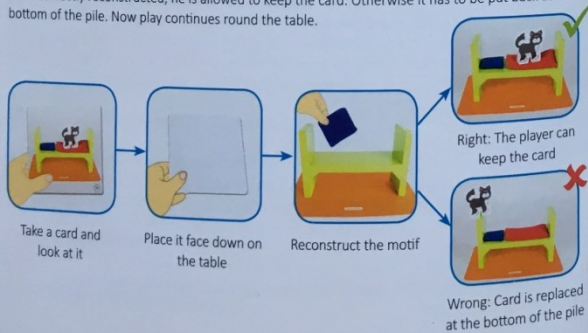 bottom of the pile. Now play continues round the table.
Take a card and
look at it
Place it face down on
the table
Reconstruct the motif
Right: The player can
keep the card
Wrong: Card is replaced
at the bottom of the pile